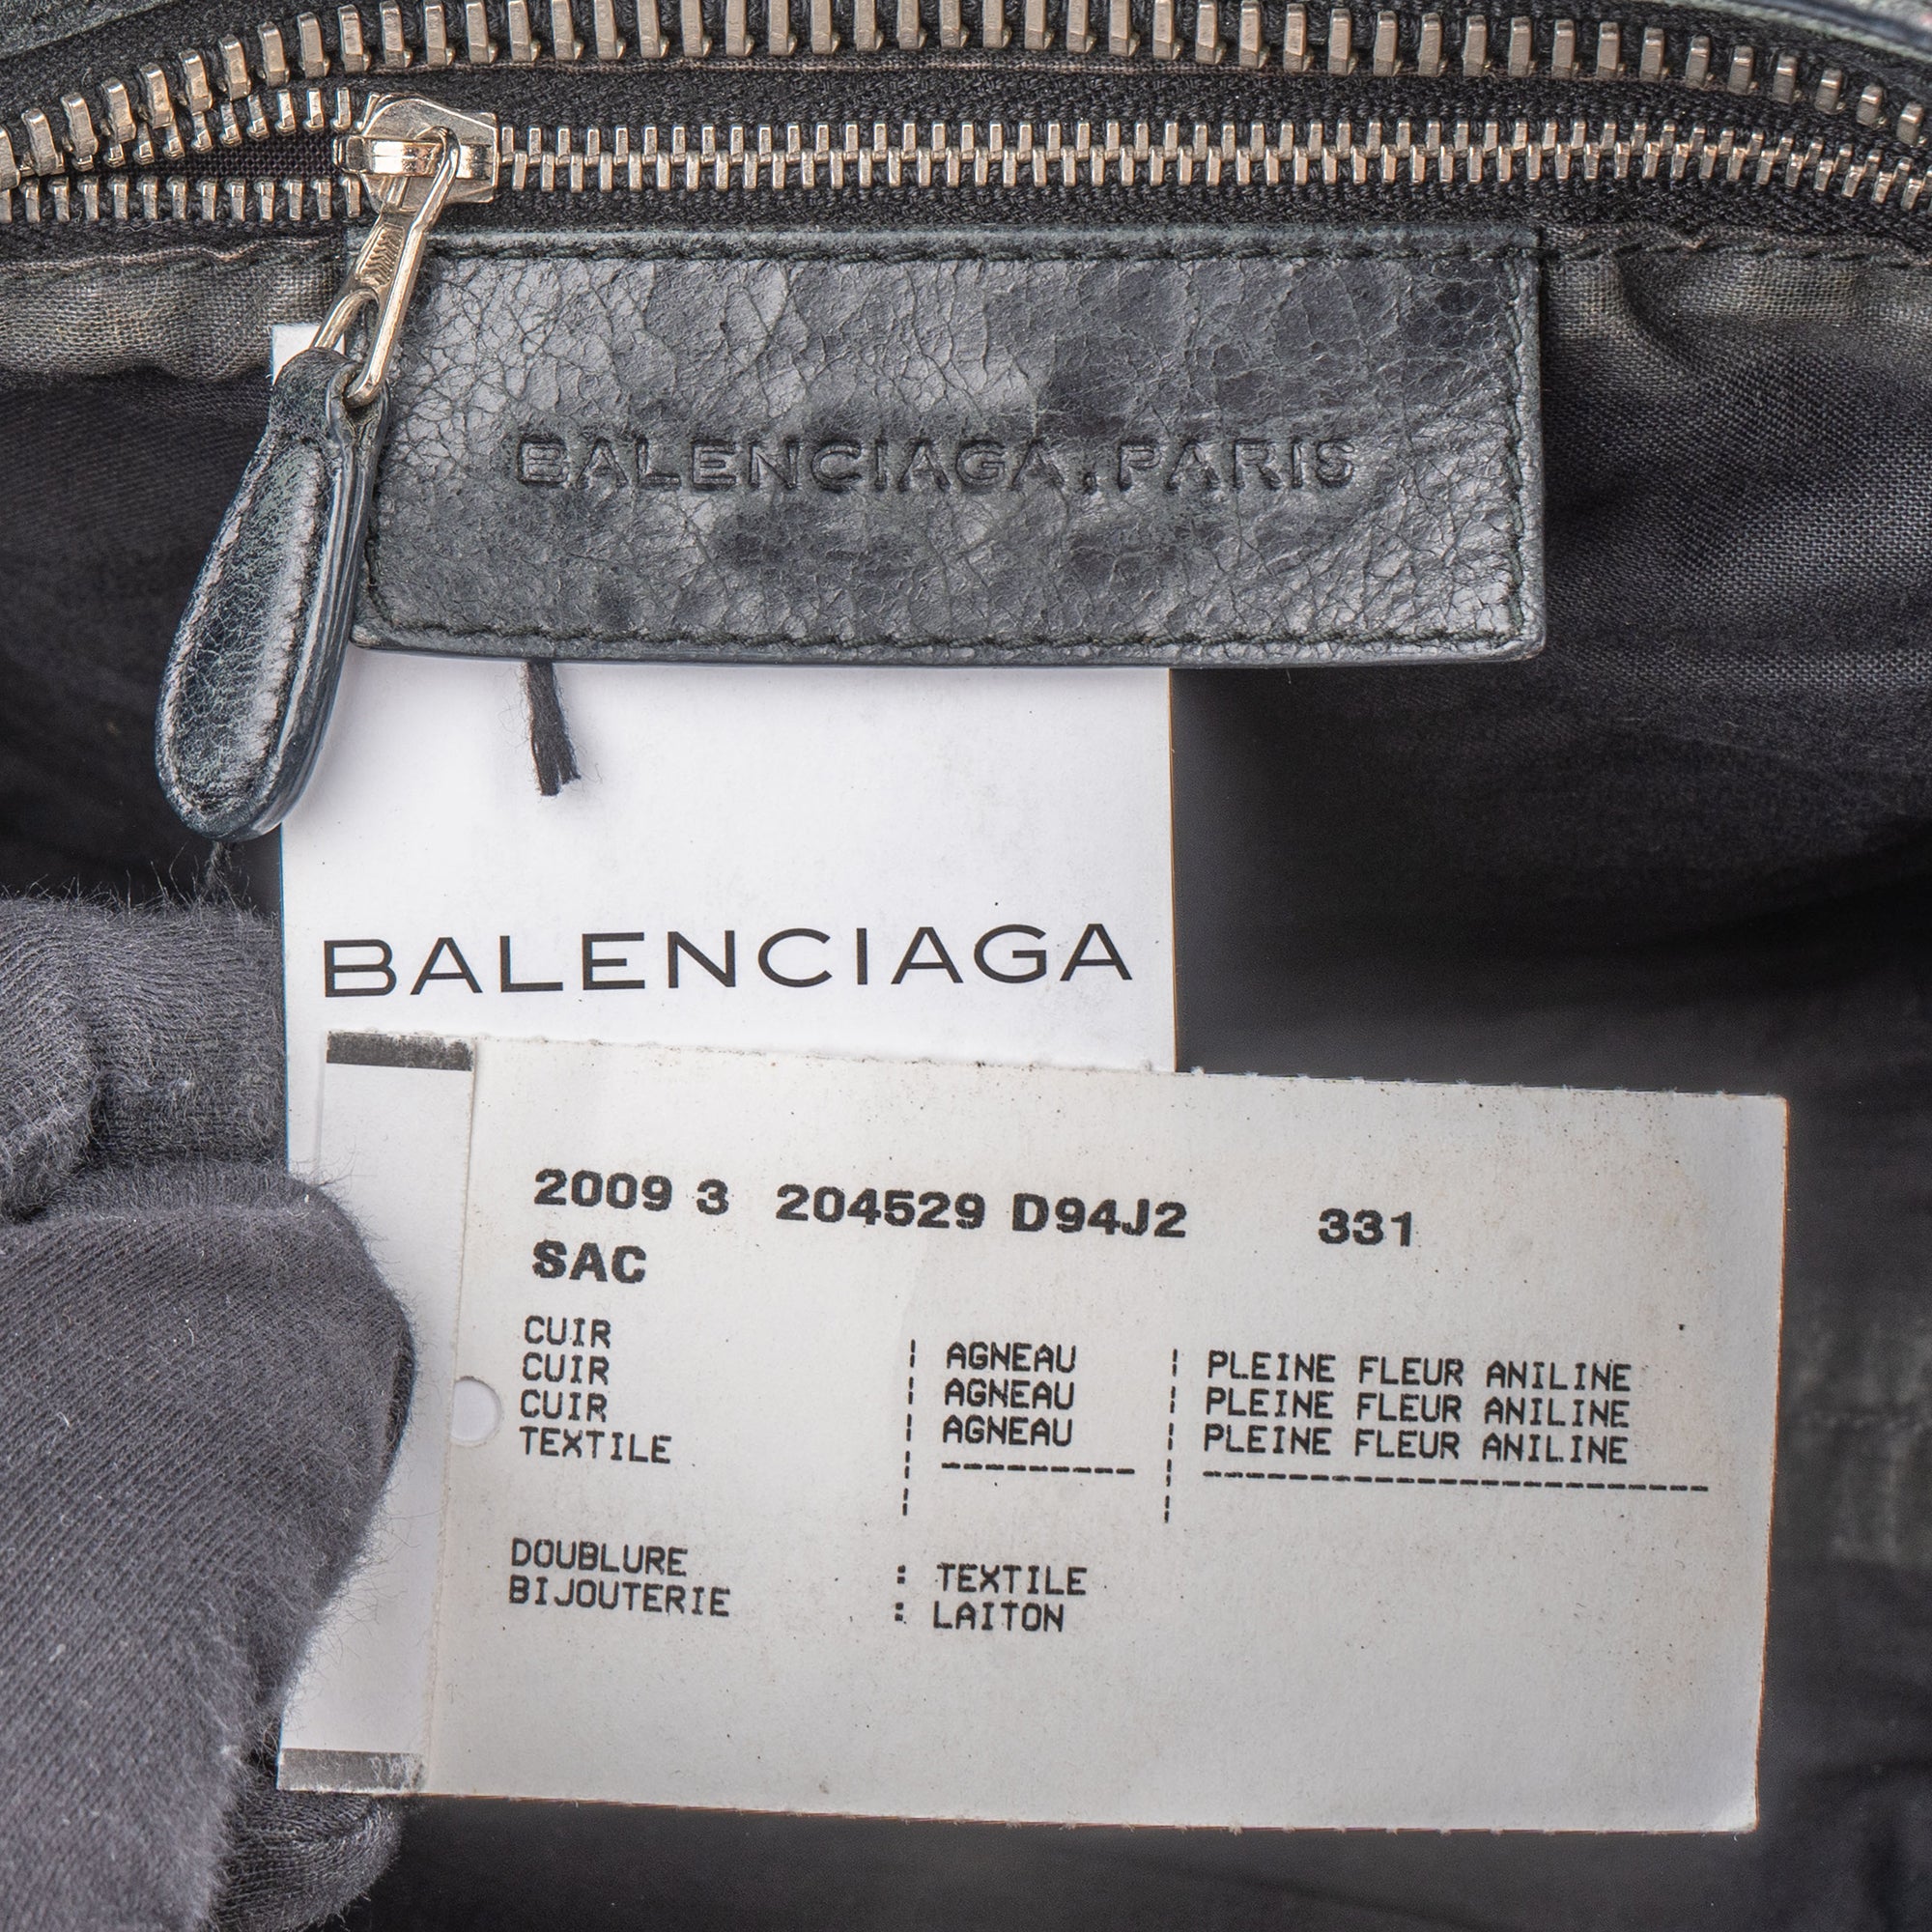 BALENCIAGA.PARIS
BALENCIAGA
2009 3 204529 D94J2 331
SAC
CUIR ¦ AGNEAU ¦ PLEINE FLEUR ANILINE
CUIR ¦ AGNEAU ¦ PLEINE FLEUR ANILINE
CUIR ¦ AGNEAU ¦ PLEINE FLEUR ANILINE
TEXTILE ¦ ---------- ¦ ------------------------
DOUBLURE : TEXTILE
BIJOUTERIE : LAITON